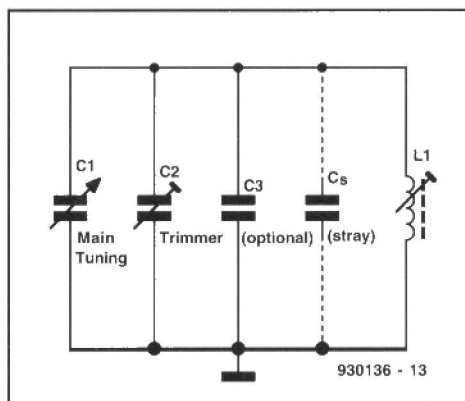 C1
C2
C3
Cs
L1
Main
Tuning
Trimmer
(optional)
(stray)
930136 - 13